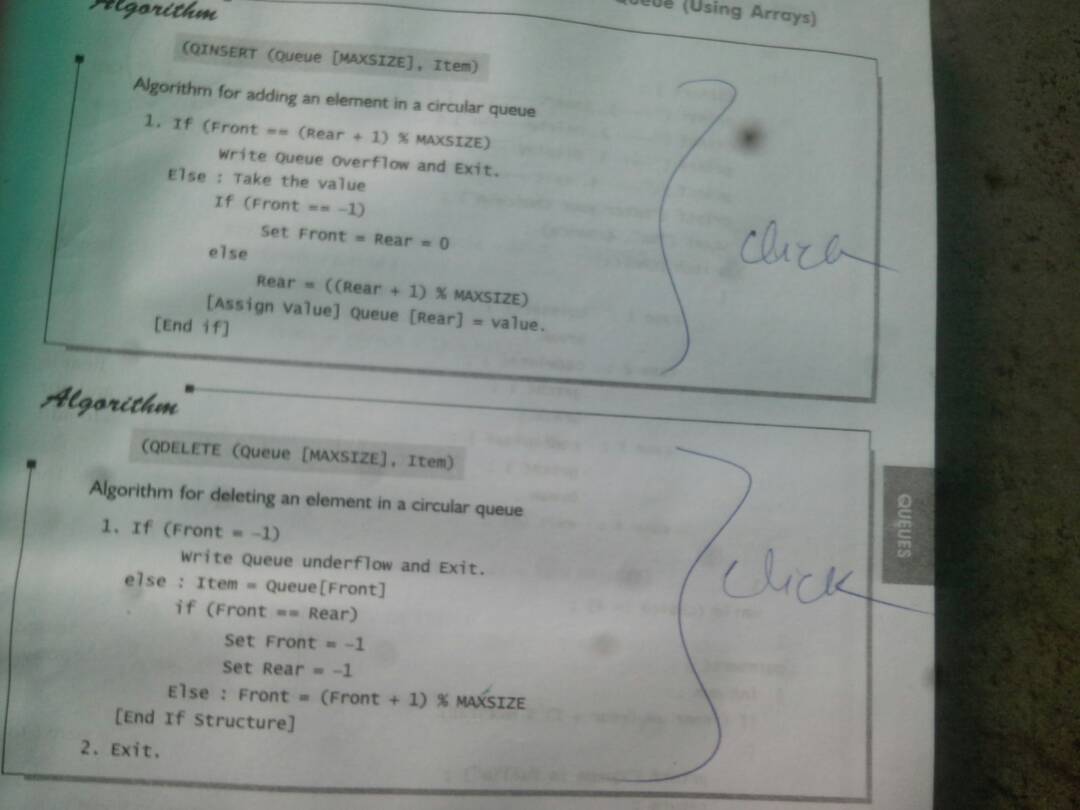 Queue (Using Arrays)
Algorithm
(QINSERT (Queue [MAXSIZE], Item)
Algorithm for adding an element in a circular queue
1. If (Front == (Rear + 1) % MAXSIZE)
Write Queue Overflow and Exit.
Else : Take the value
If (Front == -1)
Set Front = Rear = 0
else
Rear = ((Rear + 1) % MAXSIZE)
[Assign Value] Queue [Rear] = value.
[End if]
click
Algorithm
(QDELETE (Queue [MAXSIZE], Item)
Algorithm for deleting an element in a circular queue
1. If (Front = -1)
Write Queue underflow and Exit.
else : Item = Queue[Front]
if (Front == Rear)
Set Front = -1
Set Rear = -1
Else : Front = (Front + 1) % MAXSIZE
[End If Structure]
2. Exit.
click
QUEUES